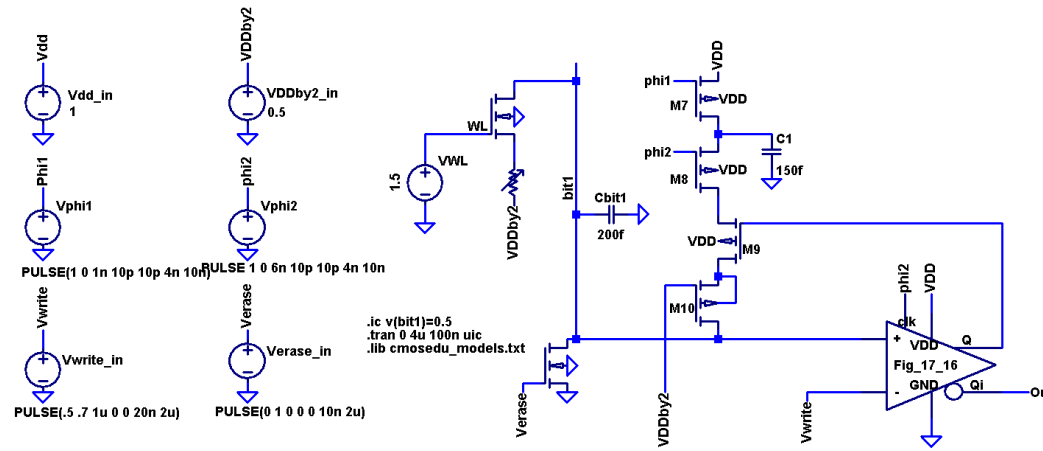 Vdd
Vdd_in
1
VDDby2
VDDby2_in
0.5
Phi1
Vphi1
PULSE(1 0 1n 10p 10p 4n 10n)
phi2
Vphi2
PULSE 1 0 6n 10p 10p 4n 10n
Vwrite
Vwrite_in
PULSE(.5 .7 1u 0 0 20n 2u)
Verase
Verase_in
PULSE(0 1 0 0 0 10n 2u)
WL
VWL
1.5
VDDby2
bit1
Cbit1
200f
.ic v(bit1)=0.5
.tran 0 4u 100n uic
.lib cmosedu_models.txt
Verase
VDD
phi1
VDD
M7
C1
150f
phi2
VDD
M8
VDD
M9
M10
VDDby2
phi2
VDD
clk
VDD
Q
+
Fig_17_16
GND
Qi
-
Vwrite